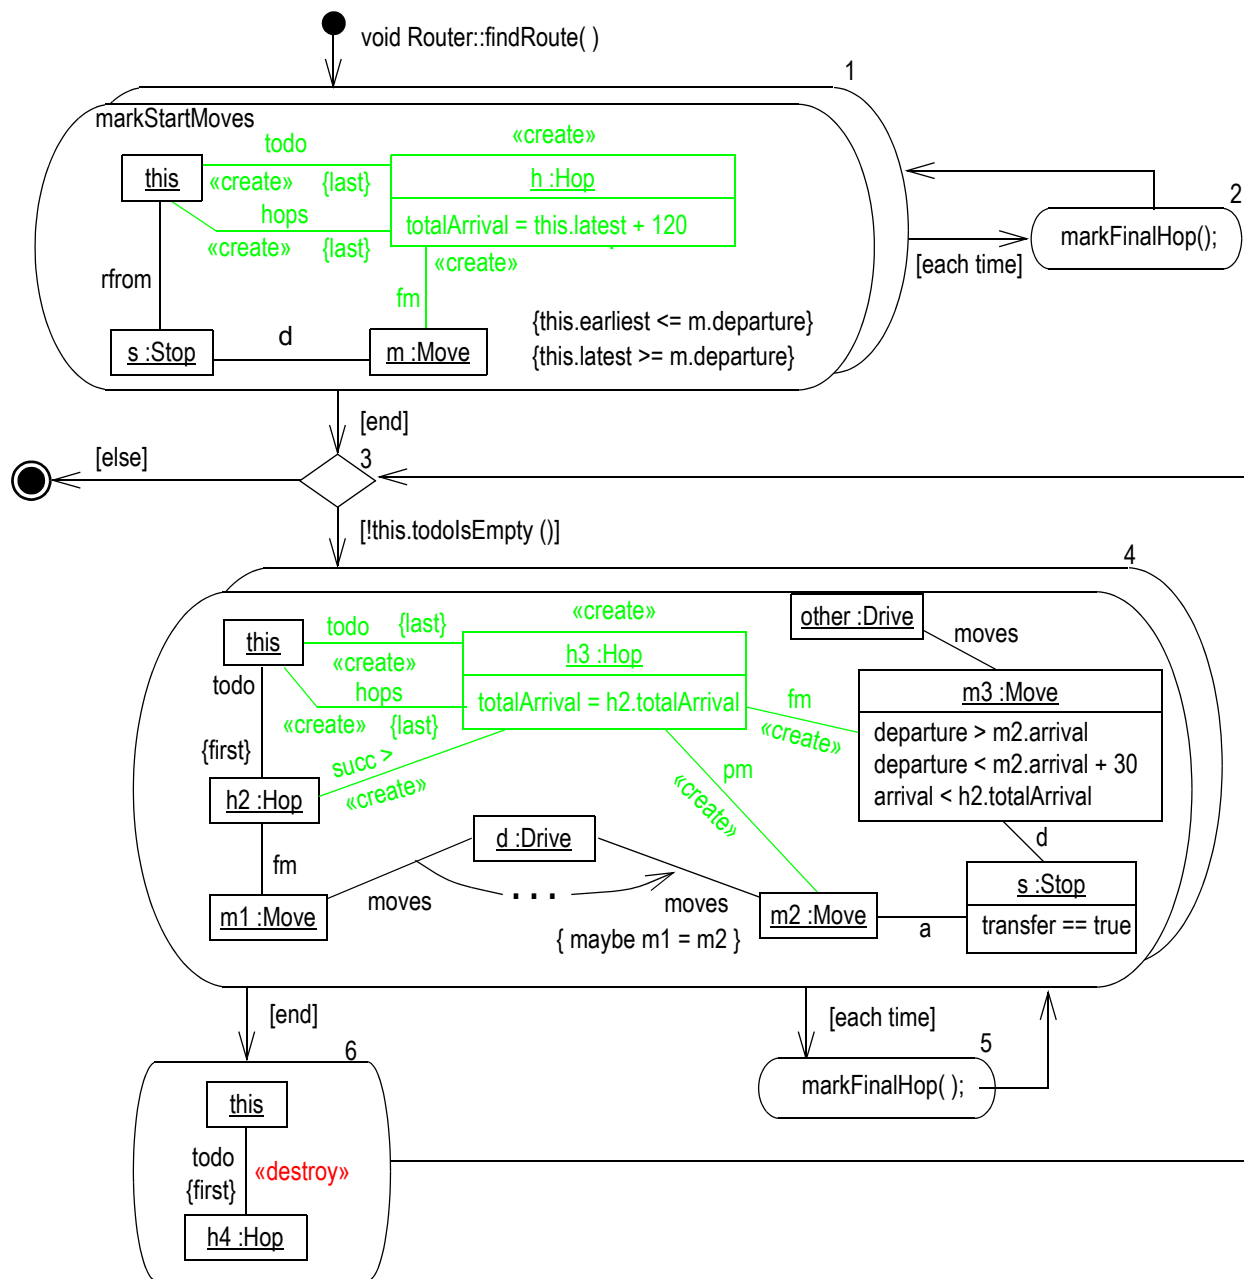 void Router::findRoute( )
1
markStartMoves
todo
«create»
this
«create»
{last}
h :Hop
hops
totalArrival = this.latest + 120
«create»
{last}
«create»
2
markFinalHop();
[each time]
rfrom
fm
{this.earliest <= m.departure}
s :Stop
d
m :Move
{this.latest >= m.departure}
[end]
[else]
3
[!this.todoIsEmpty ()]
4
this
todo
{last}
«create»
other :Drive
moves
«create»
h3 :Hop
todo
hops
totalArrival = h2.totalArrival
fm
m3 :Move
«create»
{last}
«create»
departure > m2.arrival
{first}
succ >
departure < m2.arrival + 30
h2 :Hop
«create»
pm
arrival < h2.totalArrival
«create»
d :Drive
d
fm
s :Stop
m1 :Move
moves
. . .
moves
m2 :Move
a
transfer == true
{ maybe m1 = m2 }
[end]
[each time]
6
5
this
markFinalHop( );
todo
«destroy»
{first}
h4 :Hop